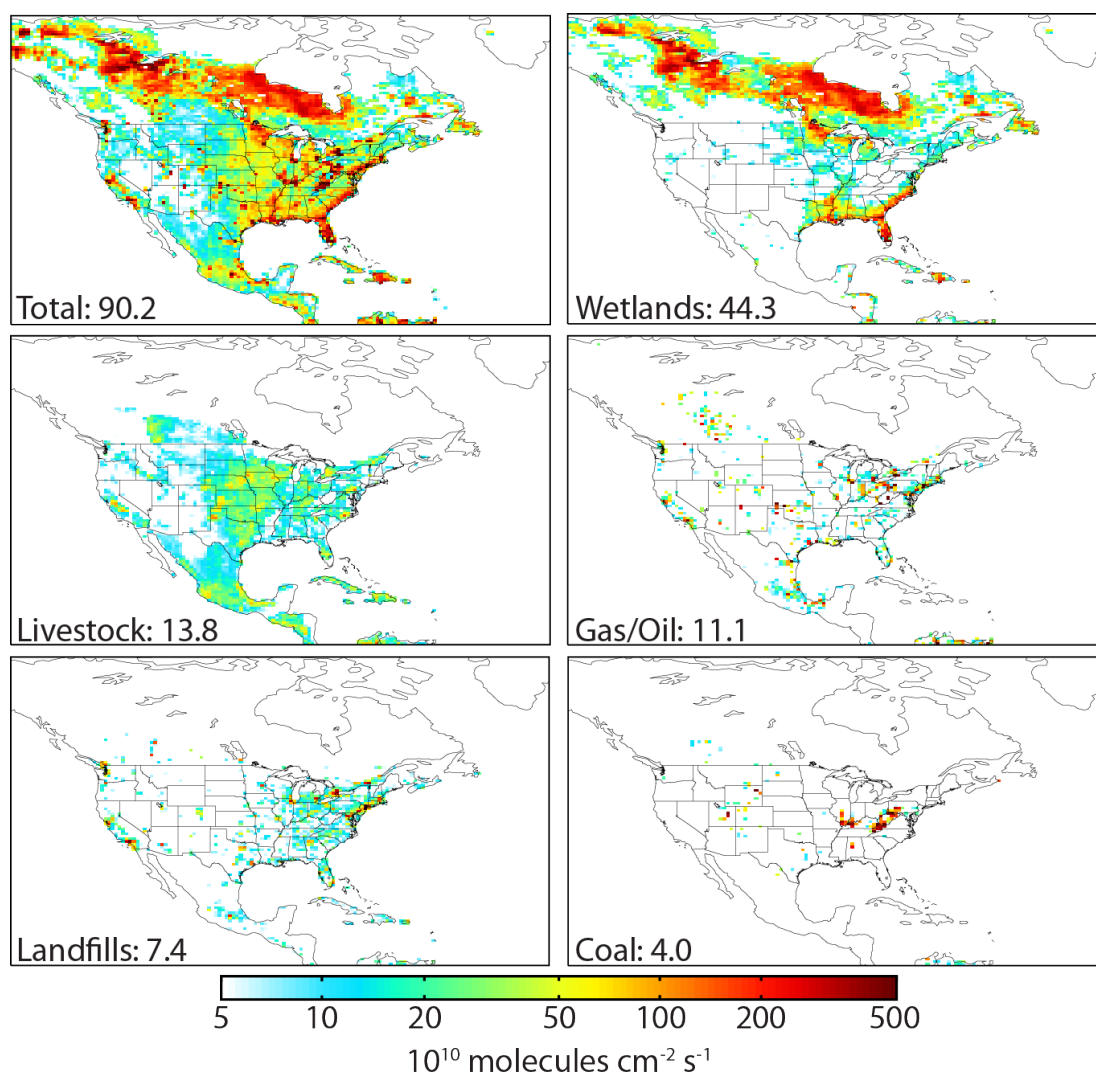 Total: 90.2
Wetlands: 44.3
Livestock: 13.8
Gas/Oil: 11.1
Landfills: 7.4
Coal: 4.0
5 10 20 50 100 200 500
10¹⁰ molecules cm⁻² s⁻¹